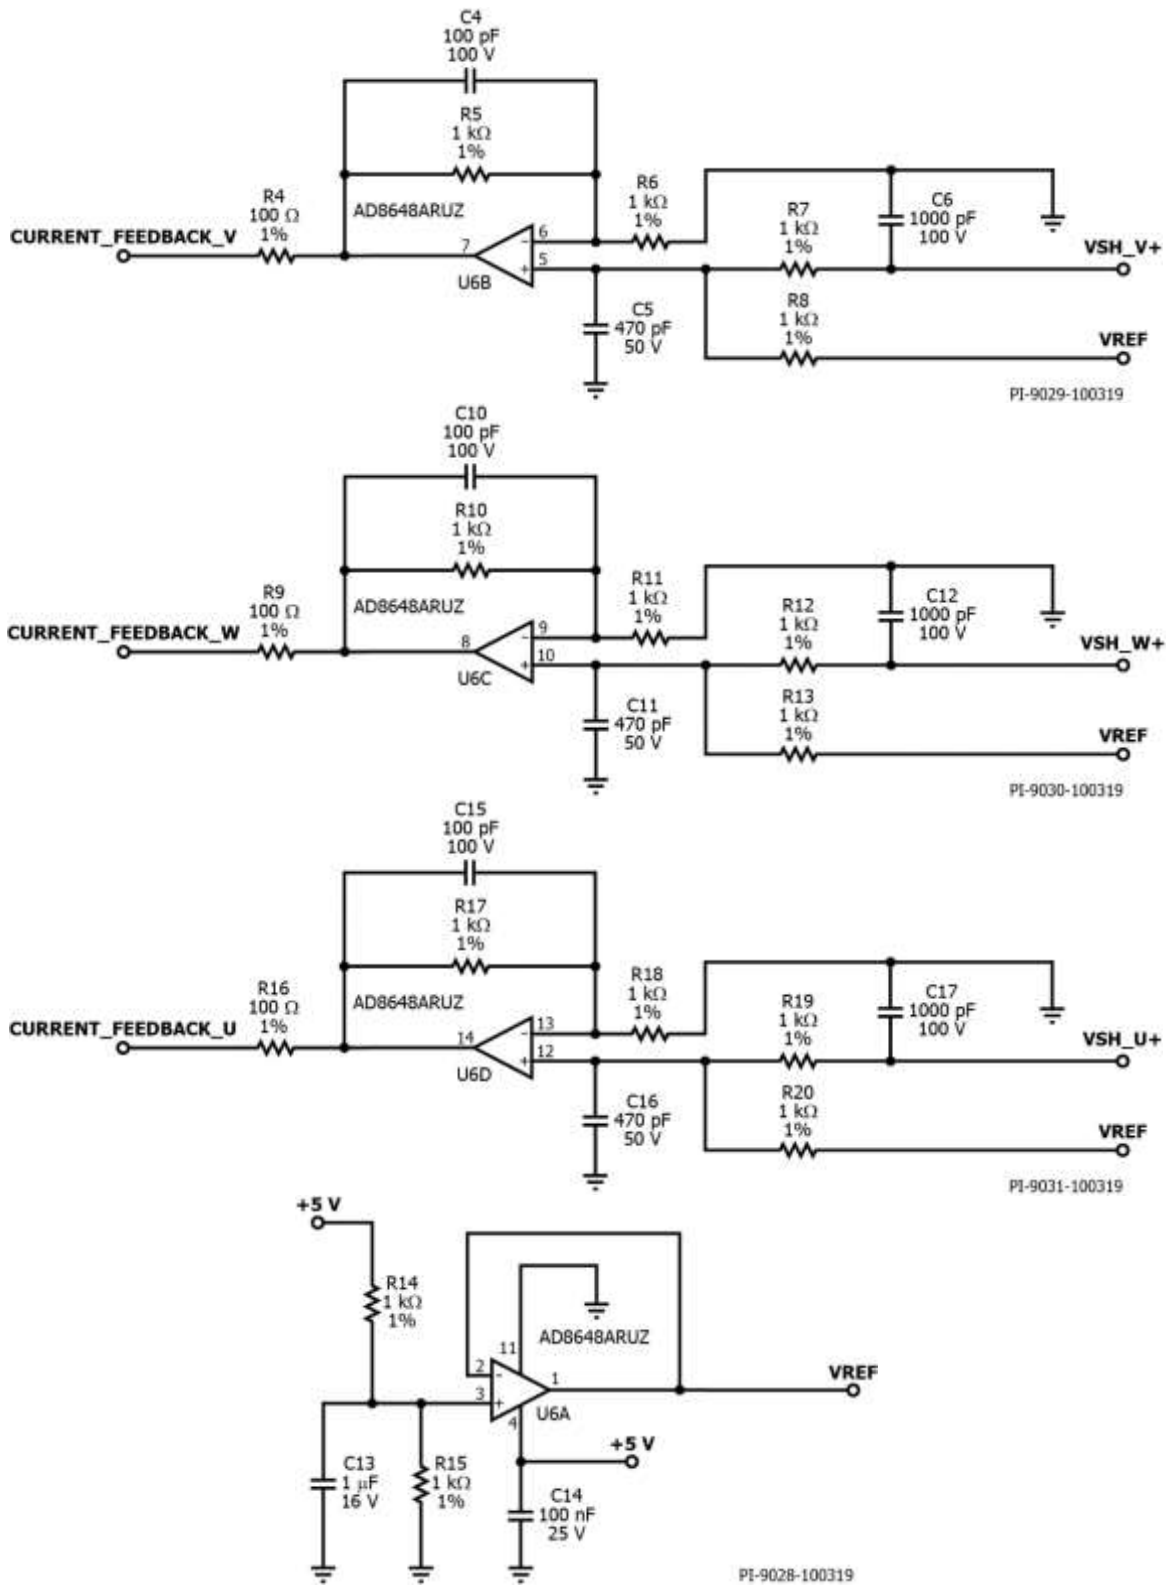 C4
100 pF
100 V
R5
1 kΩ
1%
R4
100 Ω
1%
AD8648ARUZ
R6
1 kΩ
1%
R7
1 kΩ
1%
C6
1000 pF
100 V
CURRENT_FEEDBACK_V
7
6
-
5
+
U6B
VSH_V+
C5
470 pF
50 V
R8
1 kΩ
1%
VREF
PI-9029-100319
C10
100 pF
100 V
R10
1 kΩ
1%
R9
100 Ω
1%
AD8648ARUZ
R11
1 kΩ
1%
R12
1 kΩ
1%
C12
1000 pF
100 V
CURRENT_FEEDBACK_W
8
9
-
10
+
U6C
VSH_W+
C11
470 pF
50 V
R13
1 kΩ
1%
VREF
PI-9030-100319
C15
100 pF
100 V
R17
1 kΩ
1%
R16
100 Ω
1%
AD8648ARUZ
R18
1 kΩ
1%
R19
1 kΩ
1%
C17
1000 pF
100 V
CURRENT_FEEDBACK_U
14
13
-
12
+
U6D
VSH_U+
C16
470 pF
50 V
R20
1 kΩ
1%
VREF
PI-9031-100319
+5 V
R14
1 kΩ
1%
AD8648ARUZ
11
2
-
3
+
1
4
U6A
VREF
+5 V
C13
1 µF
16 V
R15
1 kΩ
1%
C14
100 nF
25 V
PI-9028-100319